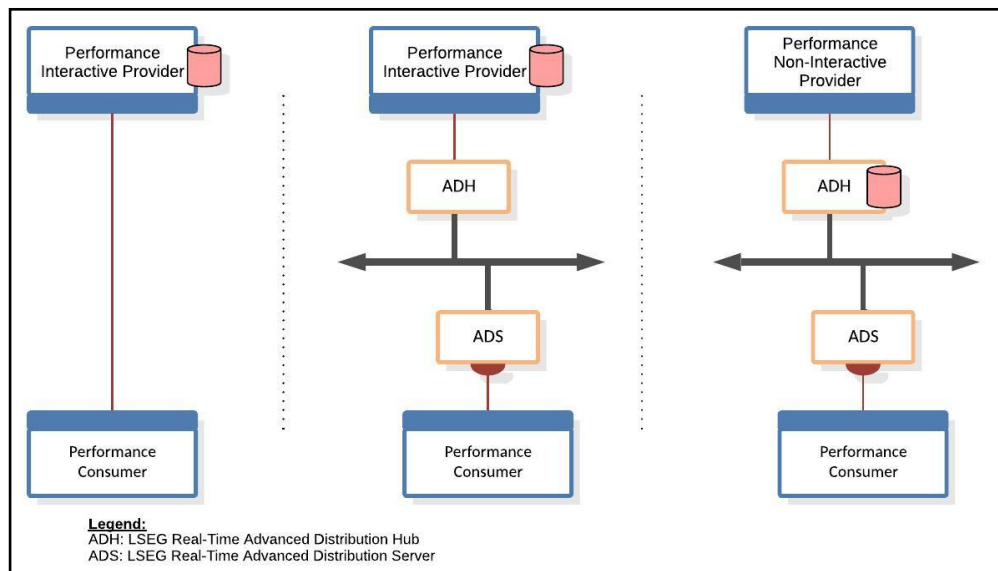 Performance
Interactive Provider
Performance
Interactive Provider
Performance
Non-Interactive
Provider
ADH
ADH
ADS
ADS
Performance
Consumer
Performance
Consumer
Performance
Consumer
Legend:
ADH: LSEG Real-Time Advanced Distribution Hub
ADS: LSEG Real-Time Advanced Distribution Server